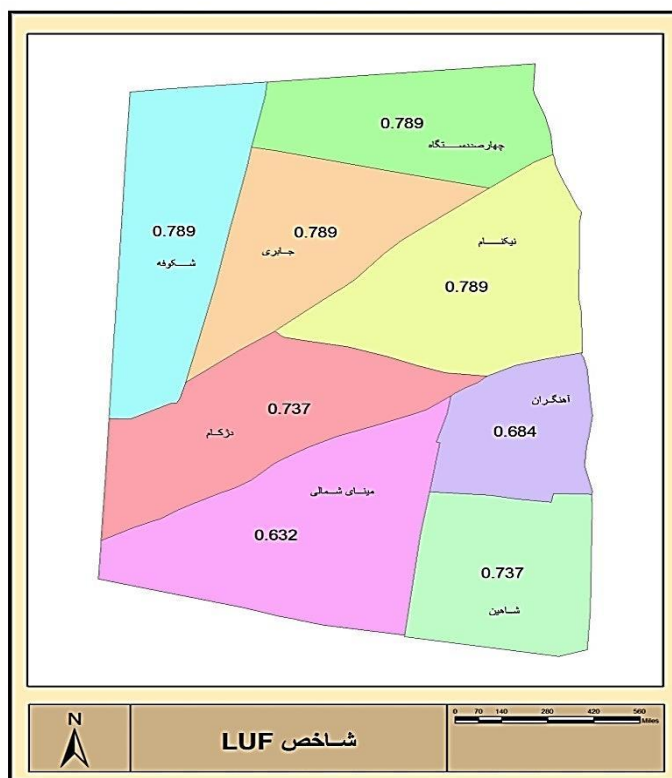 0.789
چهارصددستگاه
0.789
شکوفه
0.789
جابری
نیکنام
0.789
0.737
دژکام
آهنگران
0.684
مینای شمالی
0.632
0.737
شاهین
N
شاخص LUF
0 70 140 280 420 560
Miles